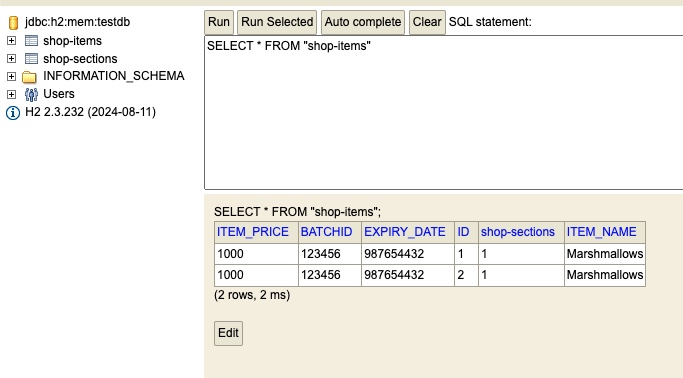 jdbc:h2:mem:testdb
shop-items
shop-sections
INFORMATION_SCHEMA
Users
H2 2.3.232 (2024-08-11)
Run Run Selected Auto complete Clear SQL statement:
SELECT * FROM "shop-items"
SELECT * FROM "shop-items";
ITEM_PRICE BATCHID EXPIRY_DATE ID shop-sections ITEM_NAME
1000 123456 987654432 1 1 Marshmallows
1000 123456 987654432 2 1 Marshmallows
(2 rows, 2 ms)
Edit